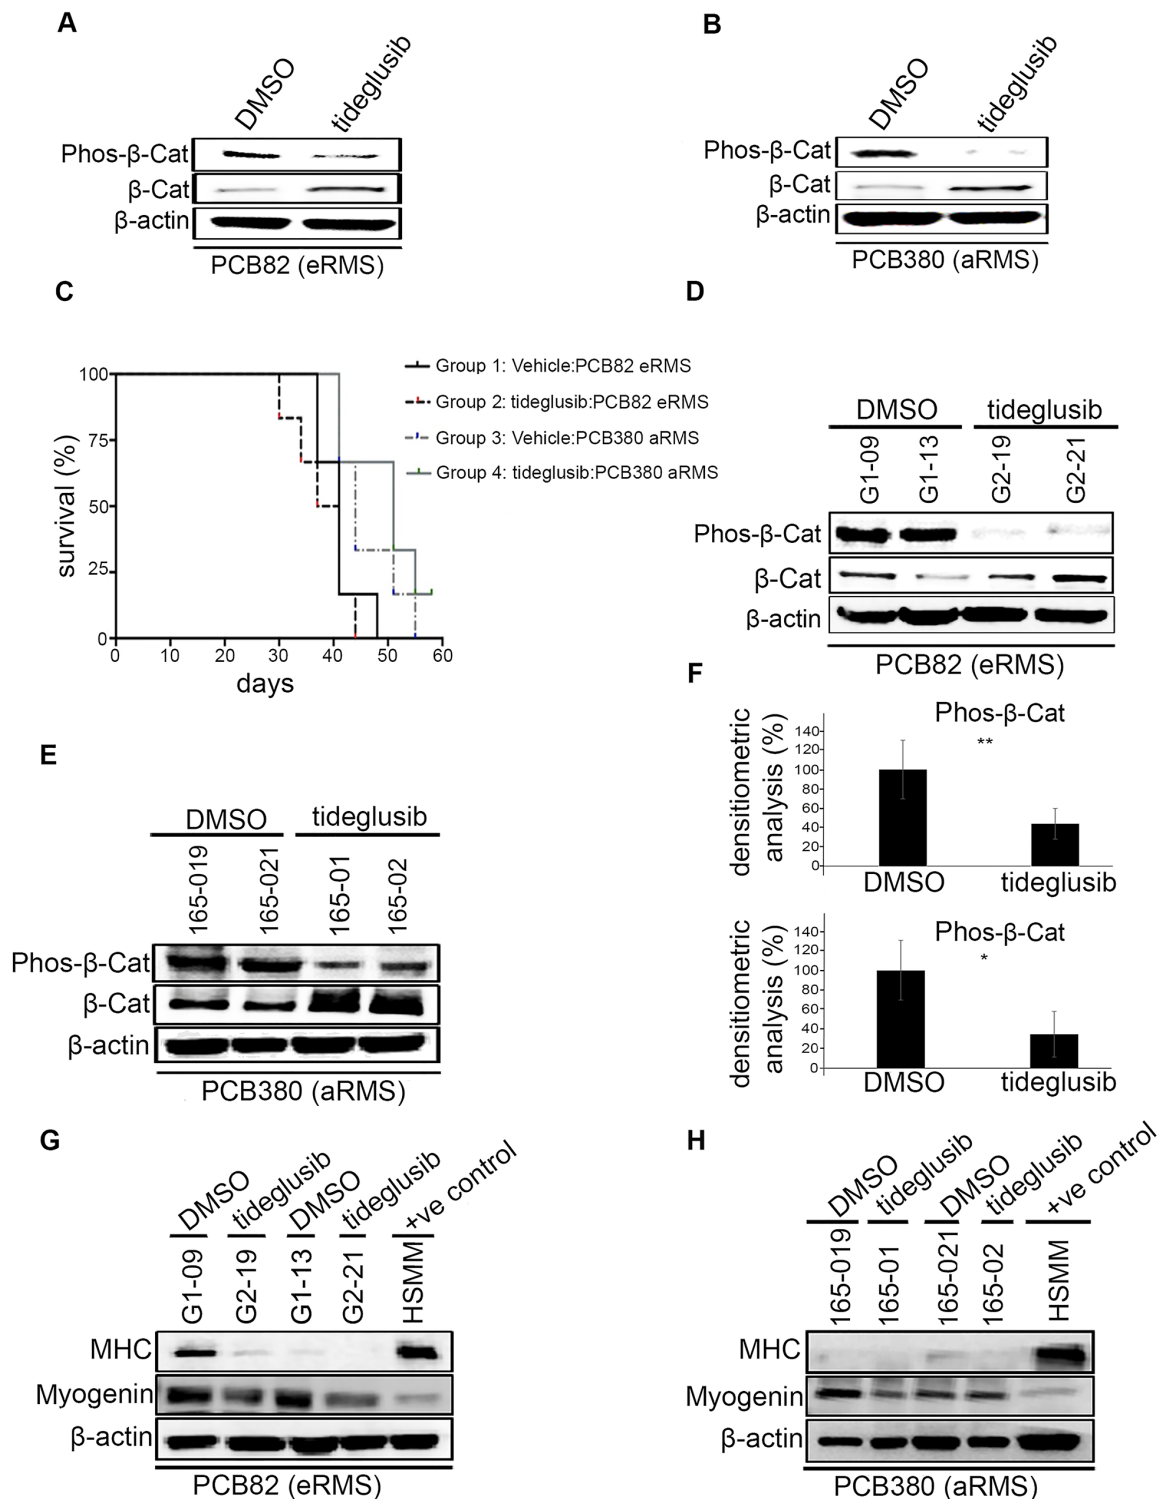 A
DMSO
tideglusib
Phos-β-Cat
β-Cat
β-actin
PCB82 (eRMS)
B
DMSO
tideglusib
Phos-β-Cat
β-Cat
β-actin
PCB380 (aRMS)
C
survival (%)
100
75
50
25
0
0 10 20 30 40 50 60
days
Group 1: Vehicle:PCB82 eRMS
Group 2: tideglusib:PCB82 eRMS
Group 3: Vehicle:PCB380 aRMS
Group 4: tideglusib:PCB380 aRMS
D
DMSO tideglusib
G1-09 G1-13 G2-19 G2-21
Phos-β-Cat
β-Cat
β-actin
PCB82 (eRMS)
E
DMSO tideglusib
165-019 165-021 165-01 165-02
Phos-β-Cat
β-Cat
β-actin
PCB380 (aRMS)
F
densitiometric
analysis (%)
Phos-β-Cat
**
140
120
100
80
60
40
20
0
DMSO tideglusib
densitiometric
analysis (%)
Phos-β-Cat
*
140
120
100
80
60
40
20
0
DMSO tideglusib
G
DMSO tideglusib DMSO tideglusib +ve control
G1-09 G2-19 G1-13 G2-21 HSMM
MHC
Myogenin
β-actin
PCB82 (eRMS)
H
DMSO tideglusib DMSO tideglusib +ve control
165-019 165-01 165-021 165-02 HSMM
MHC
Myogenin
β-actin
PCB380 (aRMS)